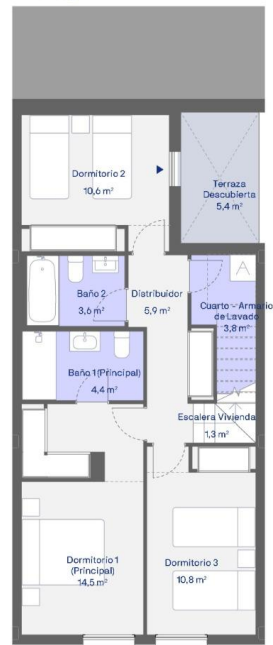 Dormitorio 2
10,6 m²
Terraza
Descubierta
5,4 m²
Baño 2
3,6 m²
Distribuidor
5,9 m²
Cuarto - Armario
de Lavado
3,8 m²
Baño 1 (Principal)
4,4 m²
Escalera Vivienda
1,3 m²
Dormitorio 1
(Principal)
14,5 m²
Dormitorio 3
10,8 m²